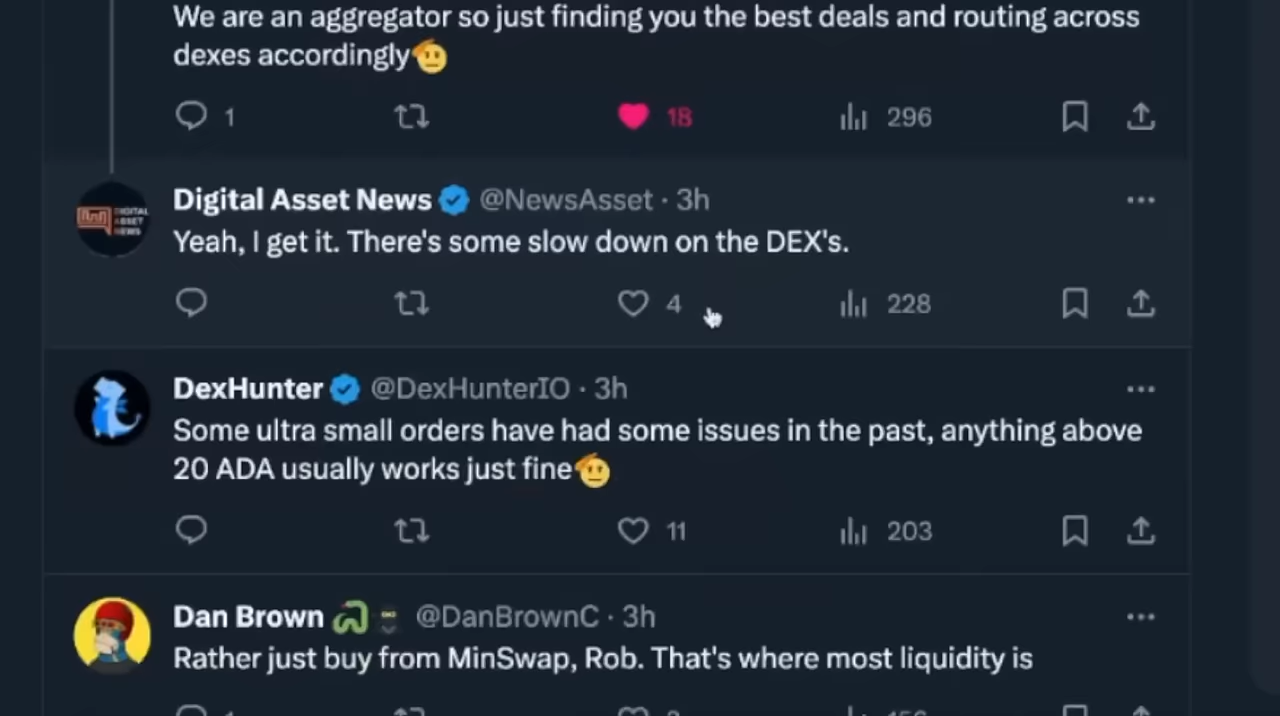 We are an aggregator so just finding you the best deals and routing across
dexes accordingly🫡
1 18 296
DIGITAL
ASSET
NEWS
Digital Asset News @NewsAsset · 3h
Yeah, I get it. There's some slow down on the DEX's.
4 228
DexHunter @DexHunterIO · 3h
Some ultra small orders have had some issues in the past, anything above
20 ADA usually works just fine🫡
11 203
Dan Brown @DanBrownC · 3h
Rather just buy from MinSwap, Rob. That's where most liquidity is